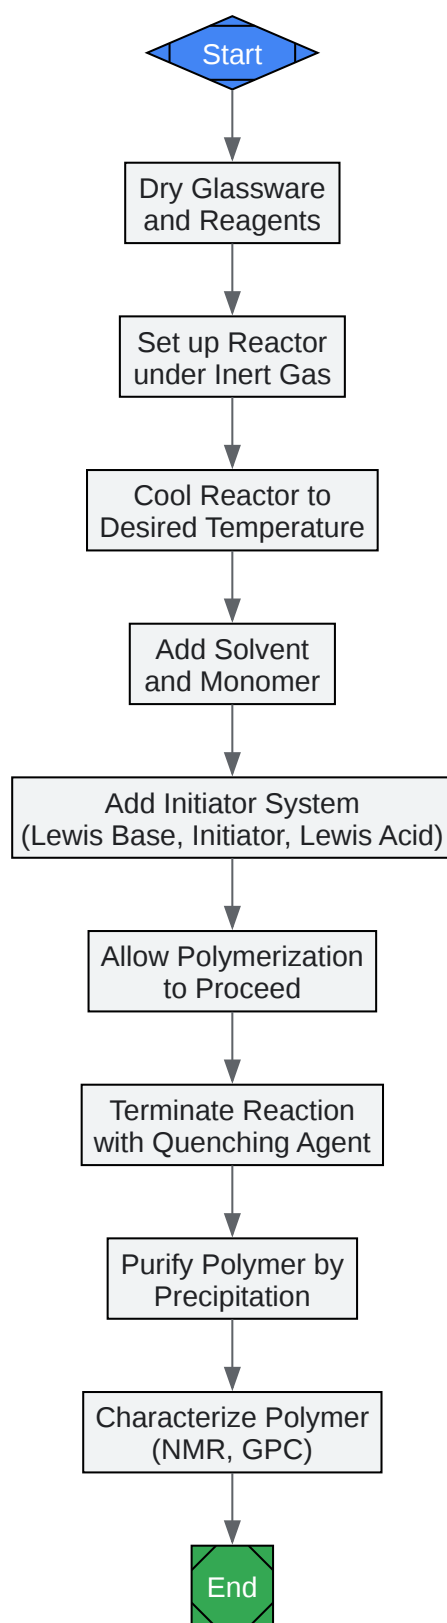 Start
Dry Glassware
and Reagents
Set up Reactor
under Inert Gas
Cool Reactor to
Desired Temperature
Add Solvent
and Monomer
Add Initiator System
(Lewis Base, Initiator, Lewis Acid)
Allow Polymerization
to Proceed
Terminate Reaction
with Quenching Agent
Purify Polymer by
Precipitation
Characterize Polymer
(NMR, GPC)
End